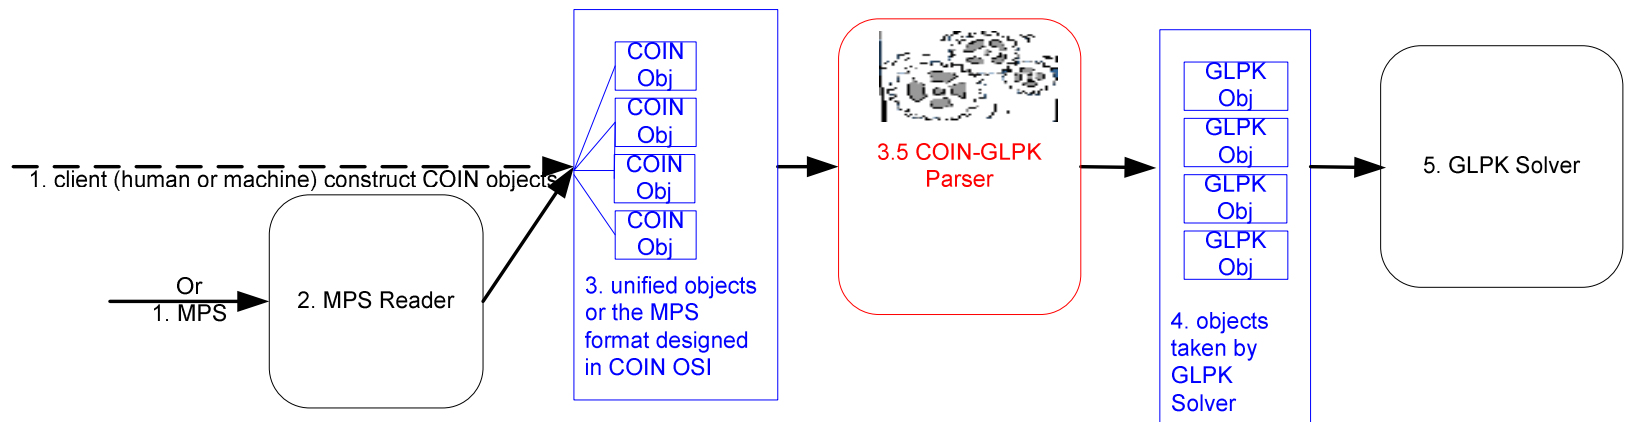 1. client (human or machine) construct COIN objects
Or
1. MPS
2. MPS Reader
COIN
Obj
COIN
Obj
COIN
Obj
COIN
Obj
3. unified objects
or the MPS
format designed
in COIN OSI
3.5 COIN-GLPK
Parser
GLPK
Obj
GLPK
Obj
GLPK
Obj
GLPK
Obj
4. objects
taken by
GLPK
Solver
5. GLPK Solver